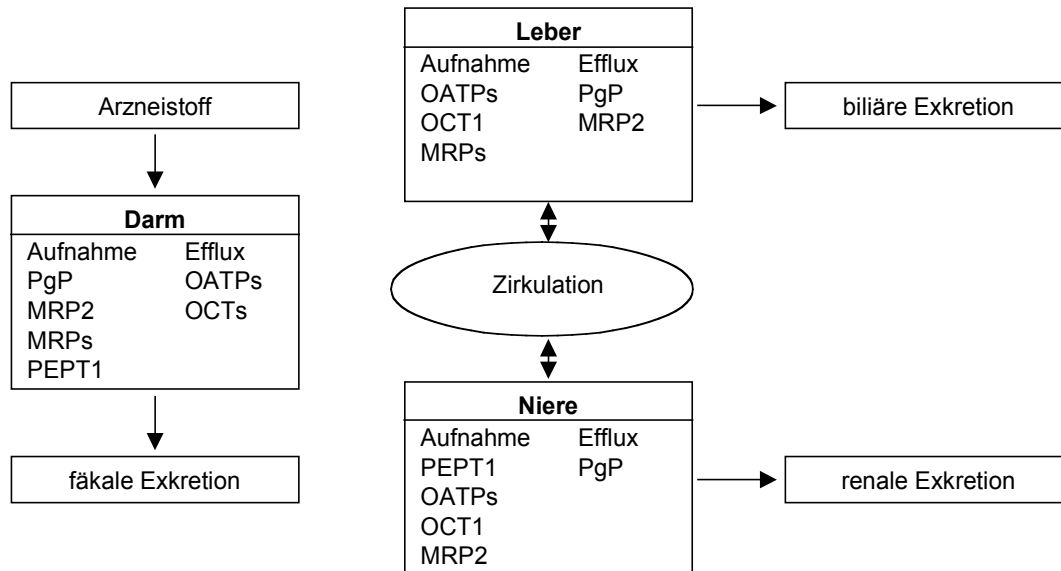 Arzneistoff
Darm
Aufnahme Efflux
PgP OATPs
MRP2 OCTs
MRPs
PEPT1
fäkale Exkretion
Leber
Aufnahme Efflux
OATPs PgP
OCT1 MRP2
MRPs
biliäre Exkretion
Zirkulation
Niere
Aufnahme Efflux
PEPT1 PgP
OATPs
OCT1
MRP2
renale Exkretion